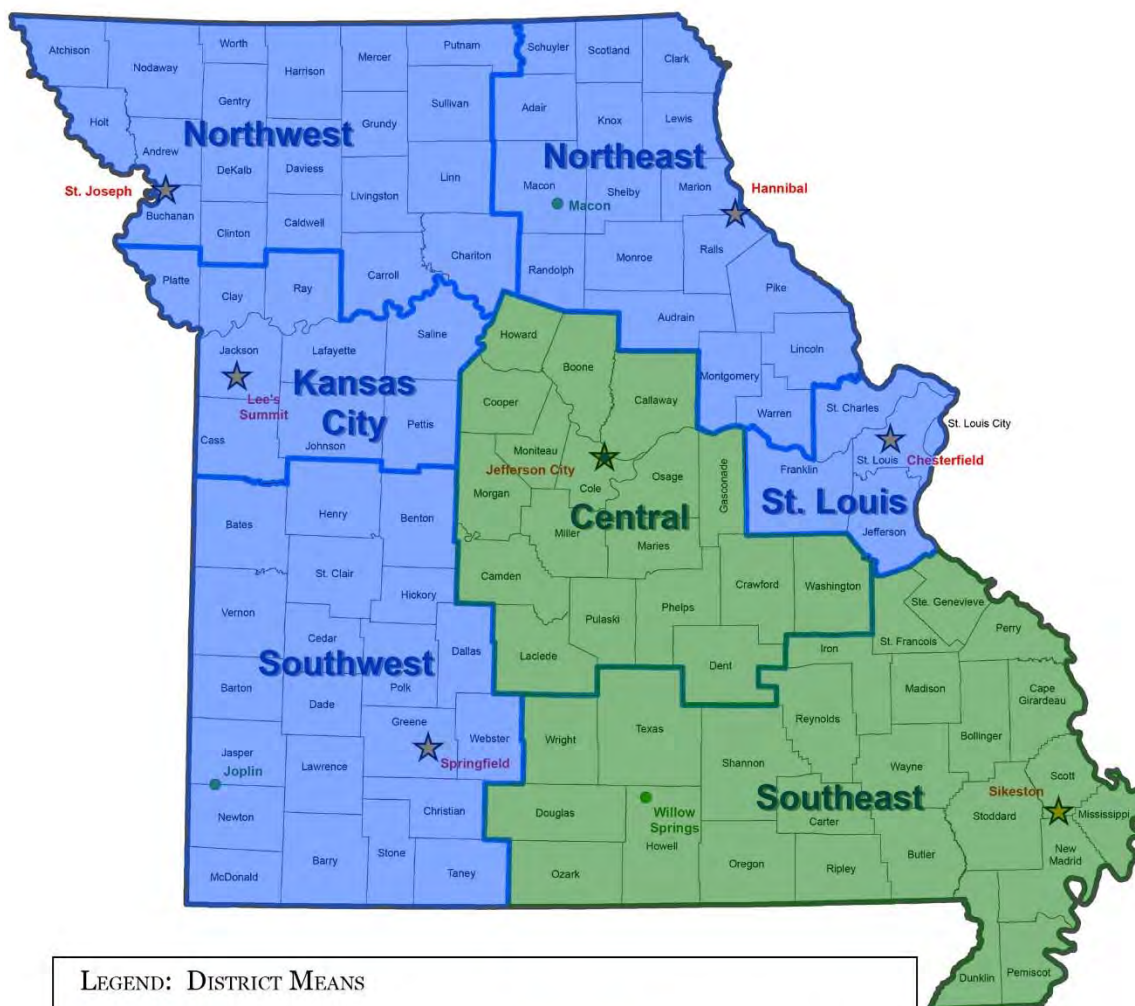 Atchison
Nodaway
Worth
Harrison
Mercer
Putnam
Schuyler
Scotland
Clark
Holt
Gentry
Sullivan
Adair
Knox
Lewis
Andrew
Northwest
Grundy
Northeast
DeKalb
Daviess
Linn
St. Joseph
Livingston
Macon
Macon
Shelby
Marion
Hannibal
Buchanan
Clinton
Caldwell
Chariton
Randolph
Monroe
Ralls
Platte
Clay
Ray
Carroll
Pike
Saline
Howard
Audrain
Jackson
Lafayette
Boone
Lincoln
Lee's
Summit
Kansas
City
Cooper
Callaway
Montgomery
Warren
St. Charles
St. Louis City
Cass
Johnson
Pettis
Moniteau
Jefferson City
Osage
Gasconade
Franklin
St. Louis
Chesterfield
Morgan
Cole
Central
St. Louis
Bates
Henry
Benton
Miller
Maries
Jefferson
St. Clair
Camden
Crawford
Washington
Vernon
Hickory
Pulaski
Phelps
Ste. Genevieve
Cedar
Dallas
Laclede
Dent
Iron
St. Francois
Perry
Southwest
Barton
Polk
Madison
Cape
Girardeau
Dade
Greene
Webster
Wright
Texas
Reynolds
Bollinger
Jasper
Joplin
Lawrence
Springfield
Shannon
Wayne
Scott
Southeast
Sikeston
Newton
Christian
Douglas
Willow
Springs
Howell
Carter
Stoddard
Mississippi
McDonald
Barry
Stone
Taney
Ozark
Oregon
Ripley
Butler
New
Madrid
Dunklin
Pemiscot
LEGEND: DISTRICT MEANS